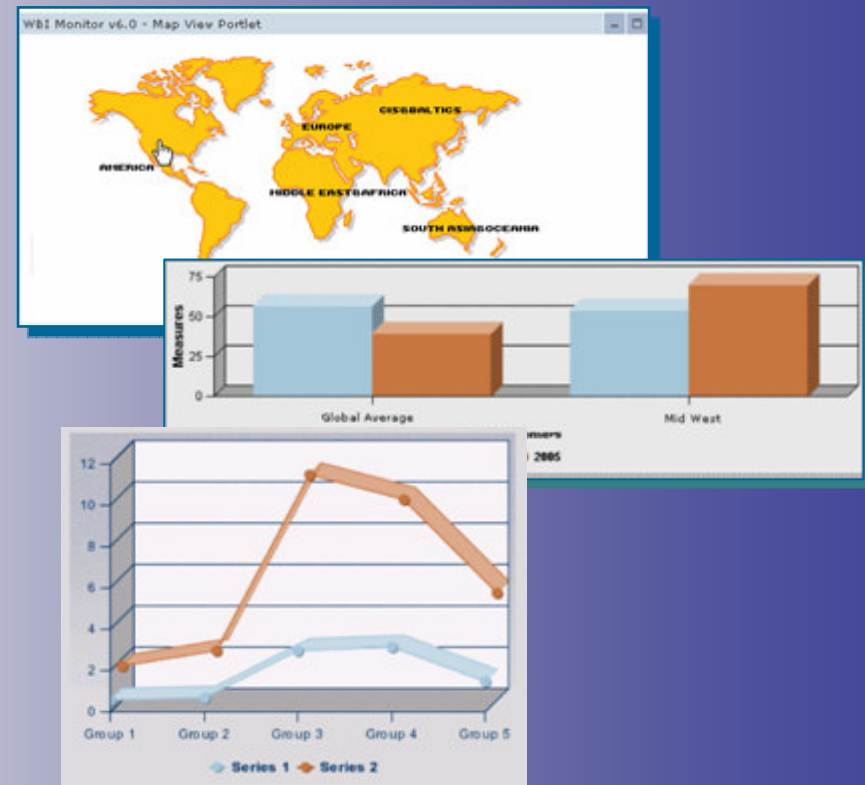 WBI Monitor v6.0 - Map View Portlet
CIS&BALTICS
EUROPE
AMERICA
MIDDLE EAST&AFRICA
SOUTH ASIA&OCEANIA
75
50
25
0
Measures
Global Average
Mid West
2005
12
10
8
6
4
2
0
Group 1
Group 2
Group 3
Group 4
Group 5
Series 1
Series 2